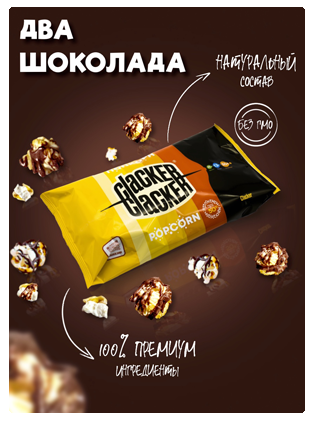 ДВА
ШОКОЛАДА
НАТУРАЛЬНЫЙ
СОСТАВ
БЕЗ ГМО
CLACKER
CLACKER
POPCORN
100% ПРЕМИУМ
ИНГРЕДИЕНТЫ